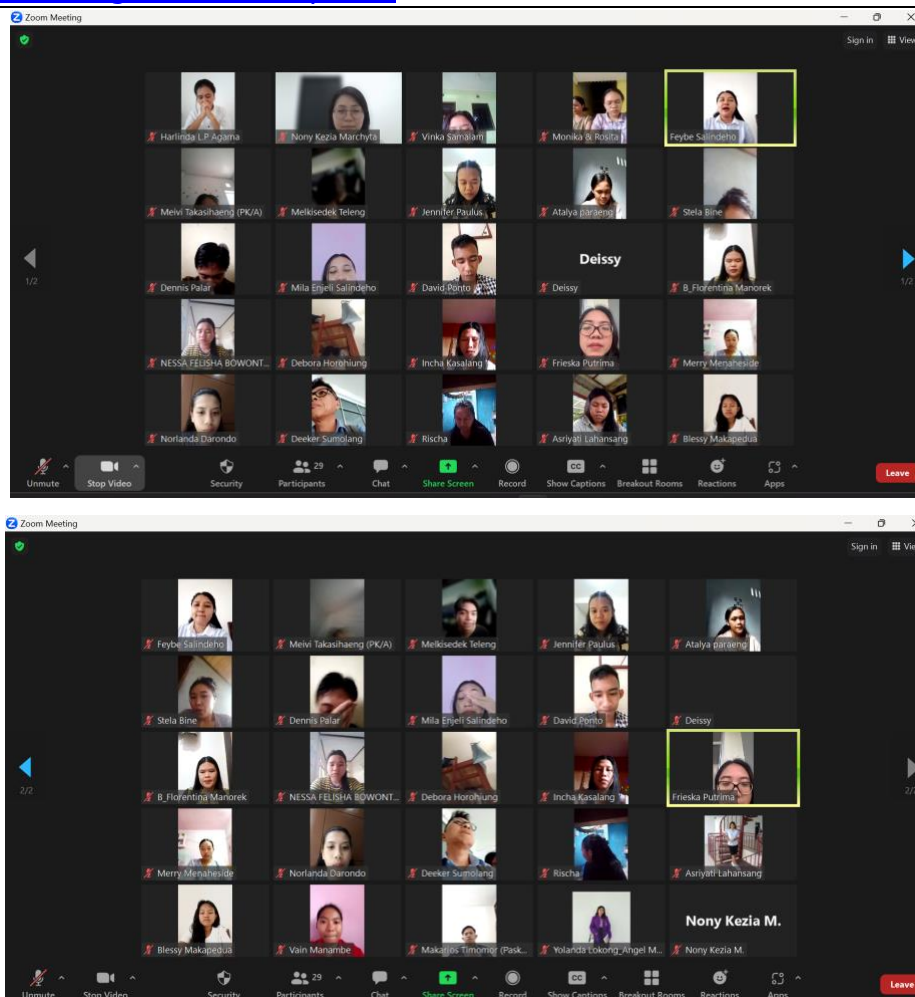 Zoom Meeting
Sign in View
Harlinda L.P Agama
Nony Kezia Marchyta
Vinka Samalam
Monika & Rosita
Feybe Salindeho
Meivi Takasihaeng (PK/A)
Melkisedek Teleng
Jennifer Paulus
Atalya paraeng
Stela Bine
Deissy
Dennis Palar
Mila Enjeli Salindeho
David Ponto
Deissy
B_Florentina Manorek
1/2
1/2
NESSA FELISHA BOWONT...
Debora Horohiung
Incha Kasalang
Frieska Putrima
Merry Menaheside
Norlanda Darondo
Deeker Sumolang
Rischa
Asriyati Lahansang
Blessy Makapedua
29
Unmute Stop Video Security Participants Chat Share Screen Record Show Captions Breakout Rooms Reactions Apps Leave
Zoom Meeting
Sign in
Feybe Salindeho
Meivi Takasihaeng (PK/A)
Melkisedek Teleng
Jennifer Paulus
Atalya paraeng
Stela Bine
Dennis Palar
Mila Enjeli Salindeho
David Ponto
Deissy
B_Florentina Manorek
NESSA FELISHA BOWONT...
Debora Horohiung
Incha Kasalang
Frieska Putrima
2/2
Merry Menaheside
Norlanda Darondo
Deeker Sumolang
Rischa
Asriyati Lahansang
Nony Kezia M.
Blessy Makapedua
Vain Manambe
Makarios Timomor (Pask...
Yolanda Lokong_Angel M...
Nony Kezia M.
29
Unmute Stop Video Security Participants Chat Share Screen Record Show Captions Breakout Rooms Reactions Apps Leave